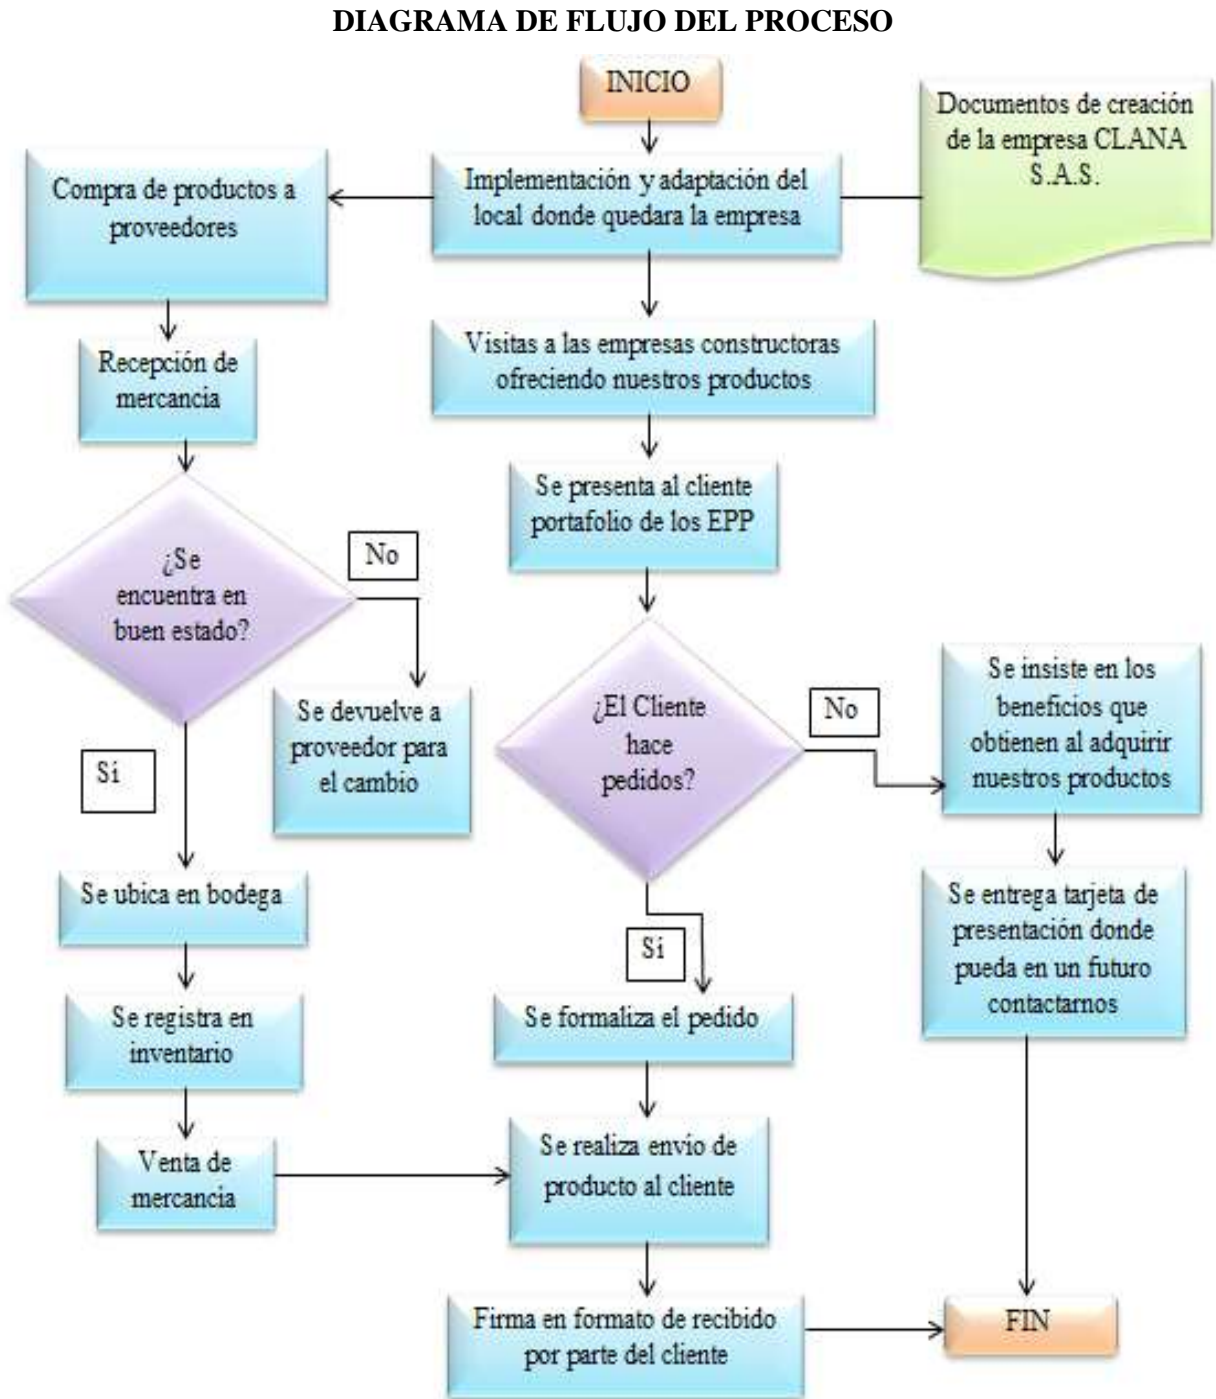 DIAGRAMA DE FLUJO DEL PROCESO
INICIO
Documentos de creación
de la empresa CLANA
S.A.S.
Implementación y adaptación del
local donde quedara la empresa
Compra de productos a
proveedores
Visitas a las empresas constructoras
ofreciendo nuestros productos
Recepción de
mercancia
Se presenta al cliente
portafolio de los EPP
¿Se
encuentra en
buen estado?
No
Se devuelve a
proveedor para
el cambio
Sí
¿El Cliente
hace
pedidos?
No
Se insiste en los
beneficios que
obtienen al adquirir
nuestros productos
Se ubica en bodega
Sí
Se entrega tarjeta de
presentación donde
pueda en un futuro
contactarnos
Se registra en
inventario
Se formaliza el pedido
Venta de
mercancia
Se realiza envío de
producto al cliente
Firma en formato de recibido
por parte del cliente
FIN